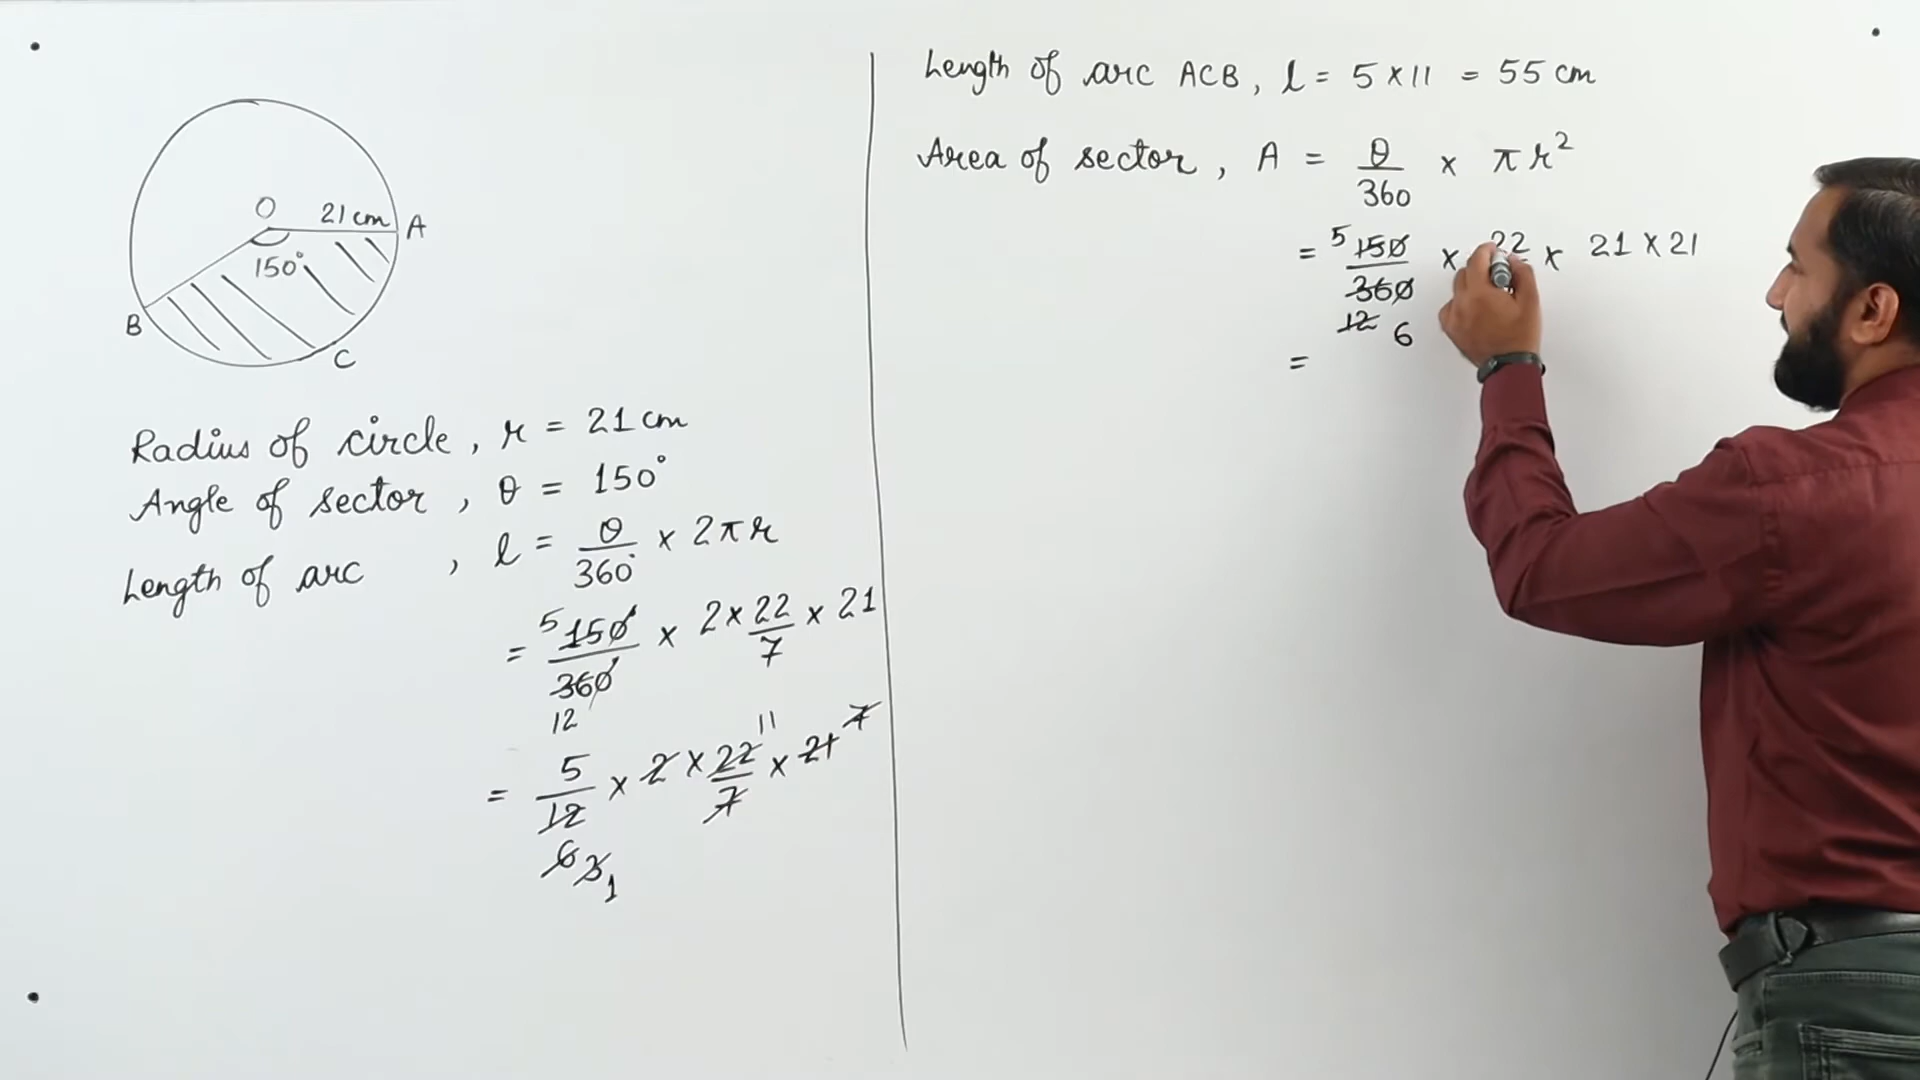 O
21 cm
A
150°
B
C
Radius of circle, r = 21 cm
Angle of sector, θ = 150°
Length of arc , l = θ/360° × 2πr
= 5 150/360 12 × 2 × 22/7 × 21
= 5/12 6 3 1 × 2 × 22 11/7 × 21 7
Length of arc ACB, l = 5 × 11 = 55 cm
Area of sector, A = θ/360 × πr²
= 5 150/360 12 6 × 22 × 21 × 21
=